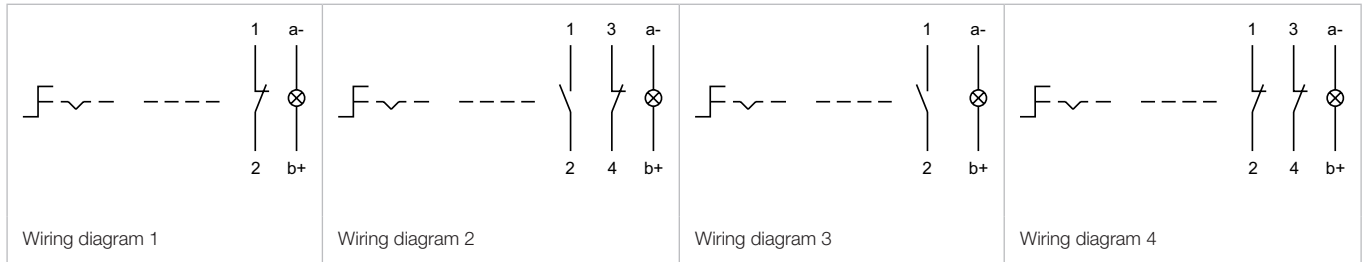 1 a-
2 b+
Wiring diagram 1
1 3 a-
2 4 b+
Wiring diagram 2
1 a-
2 b+
Wiring diagram 3
1 3 a-
2 4 b+
Wiring diagram 4